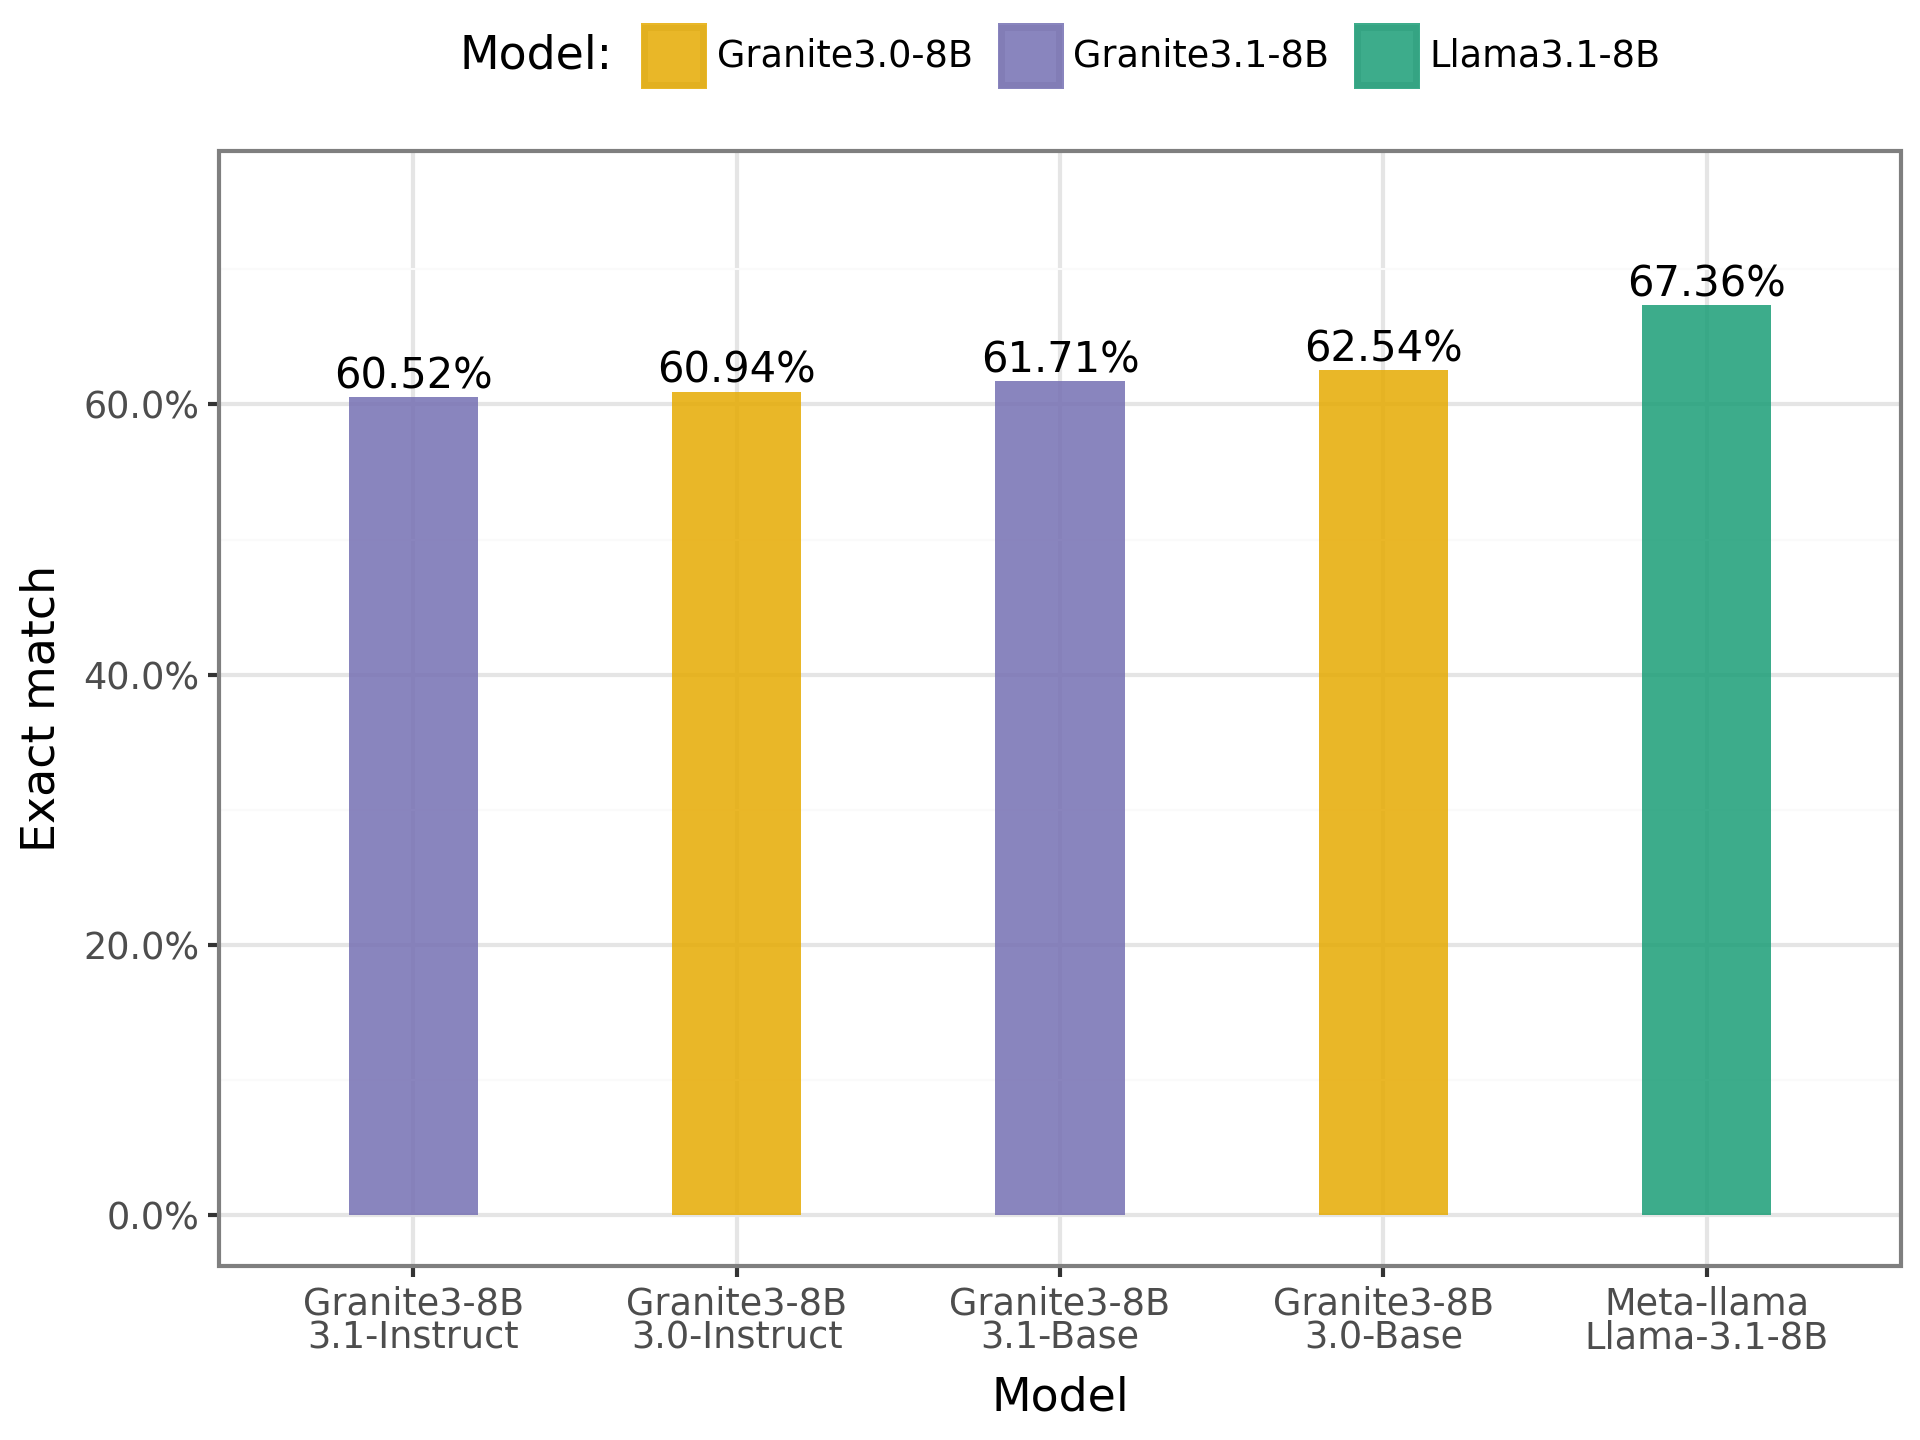 Model: Granite3.0-8B Granite3.1-8B Llama3.1-8B
67.36%
62.54%
61.71%
60.94%
60.52%
60.0%
40.0%
20.0%
0.0%
Exact match
Granite3-8B Granite3-8B Granite3-8B Granite3-8B Meta-llama
3.1-Instruct 3.0-Instruct 3.1-Base 3.0-Base Llama-3.1-8B
Model